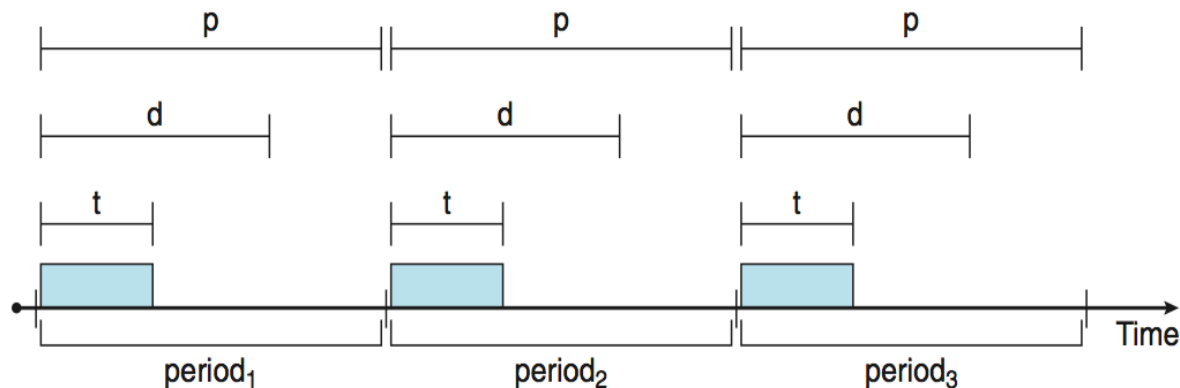 p p p
d d d
t t t
Time
period₁ period₂ period₃